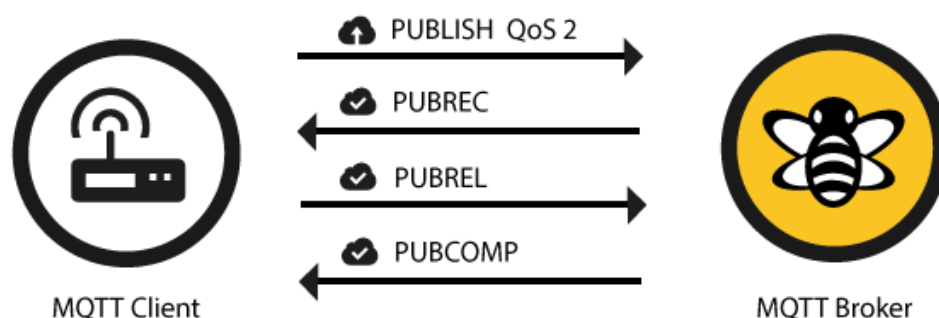 PUBLISH QoS 2
PUBREC
PUBREL
PUBCOMP
MQTT Client
MQTT Broker